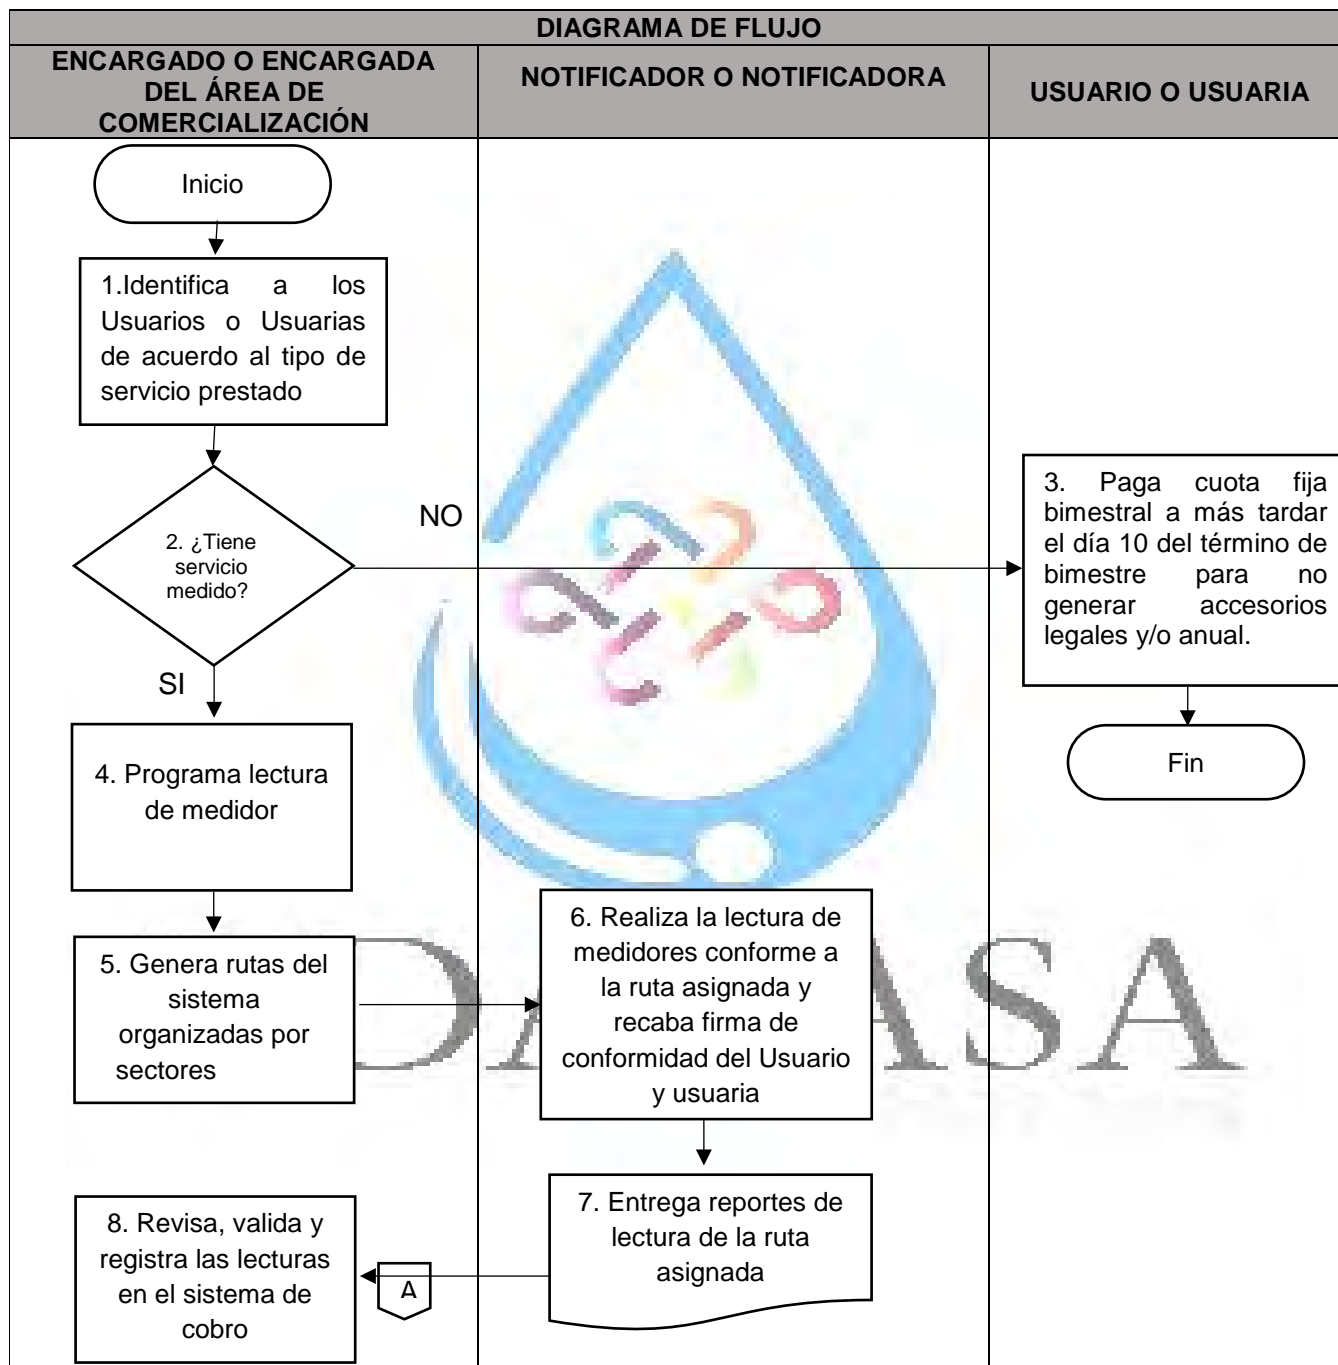 DIAGRAMA DE FLUJO
ENCARGADO O ENCARGADA
DEL ÁREA DE
COMERCIALIZACIÓN
NOTIFICADOR O NOTIFICADORA
USUARIO O USUARIA
Inicio
1.Identifica a los
Usuarios o Usuarias
de acuerdo al tipo de
servicio prestado
2. ¿Tiene
servicio
medido?
NO
3. Paga cuota fija
bimestral a más tardar
el día 10 del término de
bimestre para no
generar accesorios
legales y/o anual.
Fin
SI
4. Programa lectura
de medidor
5. Genera rutas del
sistema
organizadas por
sectores
6. Realiza la lectura de
medidores conforme a
la ruta asignada y
recaba firma de
conformidad del Usuario
y usuaria
7. Entrega reportes de
lectura de la ruta
asignada
A
8. Revisa, valida y
registra las lecturas
en el sistema de
cobro